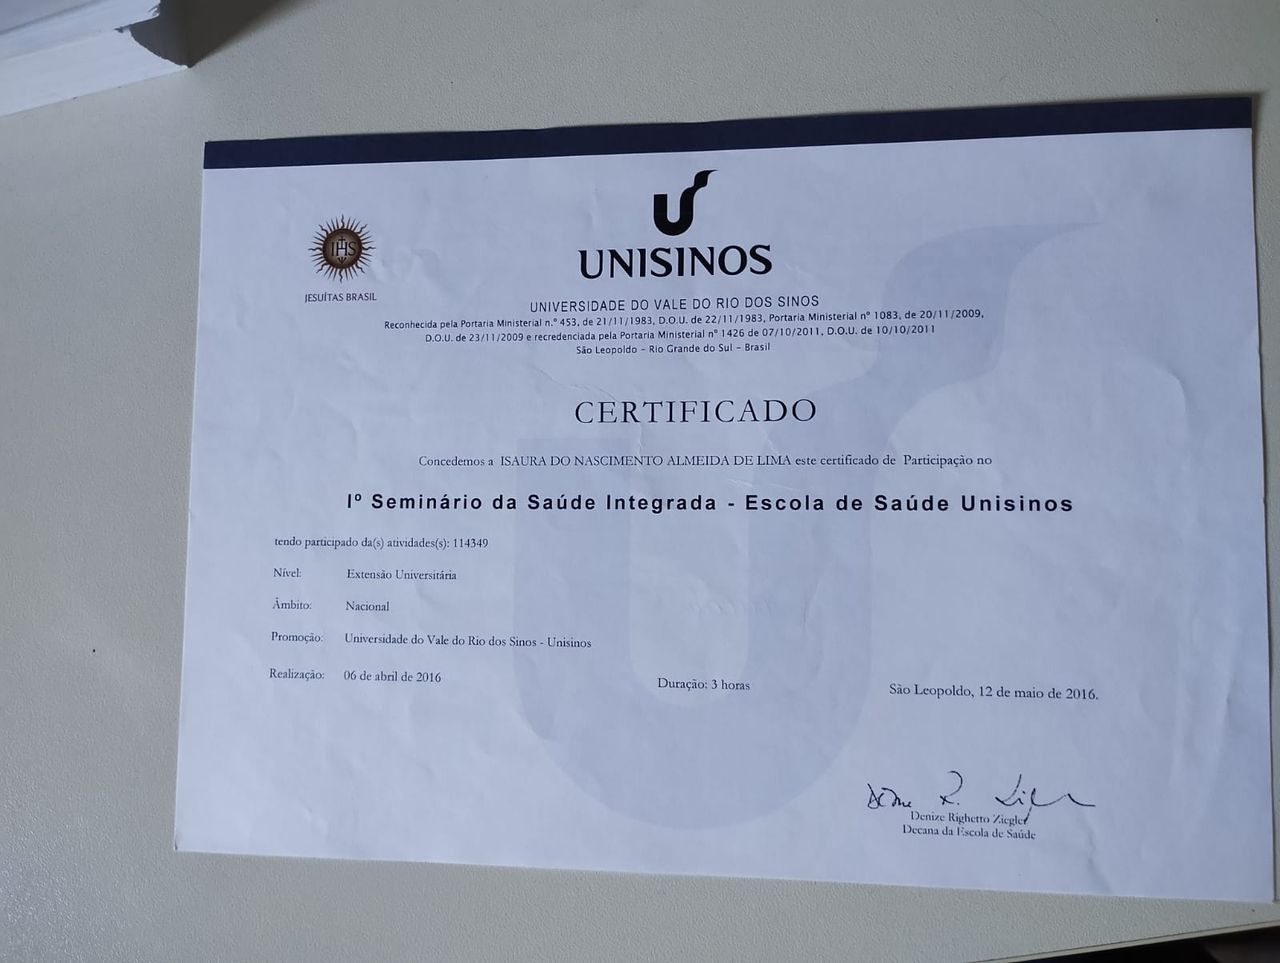 IHS
JESUÍTAS BRASIL
UNISINOS
UNIVERSIDADE DO VALE DO RIO DOS SINOS
Reconhecida pela Portaria Ministerial n.º 453, de 21/11/1983, D.O.U. de 22/11/1983, Portaria Ministerial nº 1083, de 20/11/2009,
D.O.U. de 23/11/2009 e recredenciada pela Portaria Ministerial nº 1426 de 07/10/2011, D.O.U. de 10/10/2011
São Leopoldo - Rio Grande do Sul - Brasil
CERTIFICADO
Concedemos a ISAURA DO NASCIMENTO ALMEIDA DE LIMA este certificado de Participação no
Iº Seminário da Saúde Integrada - Escola de Saúde Unisinos
tendo participado da(s) atividades(s): 114349
Nível: Extensão Universitária
Âmbito: Nacional
Promoção: Universidade do Vale do Rio dos Sinos - Unisinos
Realização: 06 de abril de 2016
Duração: 3 horas
São Leopoldo, 12 de maio de 2016.
Denize Righetto Ziegler
Decana da Escola de Saúde